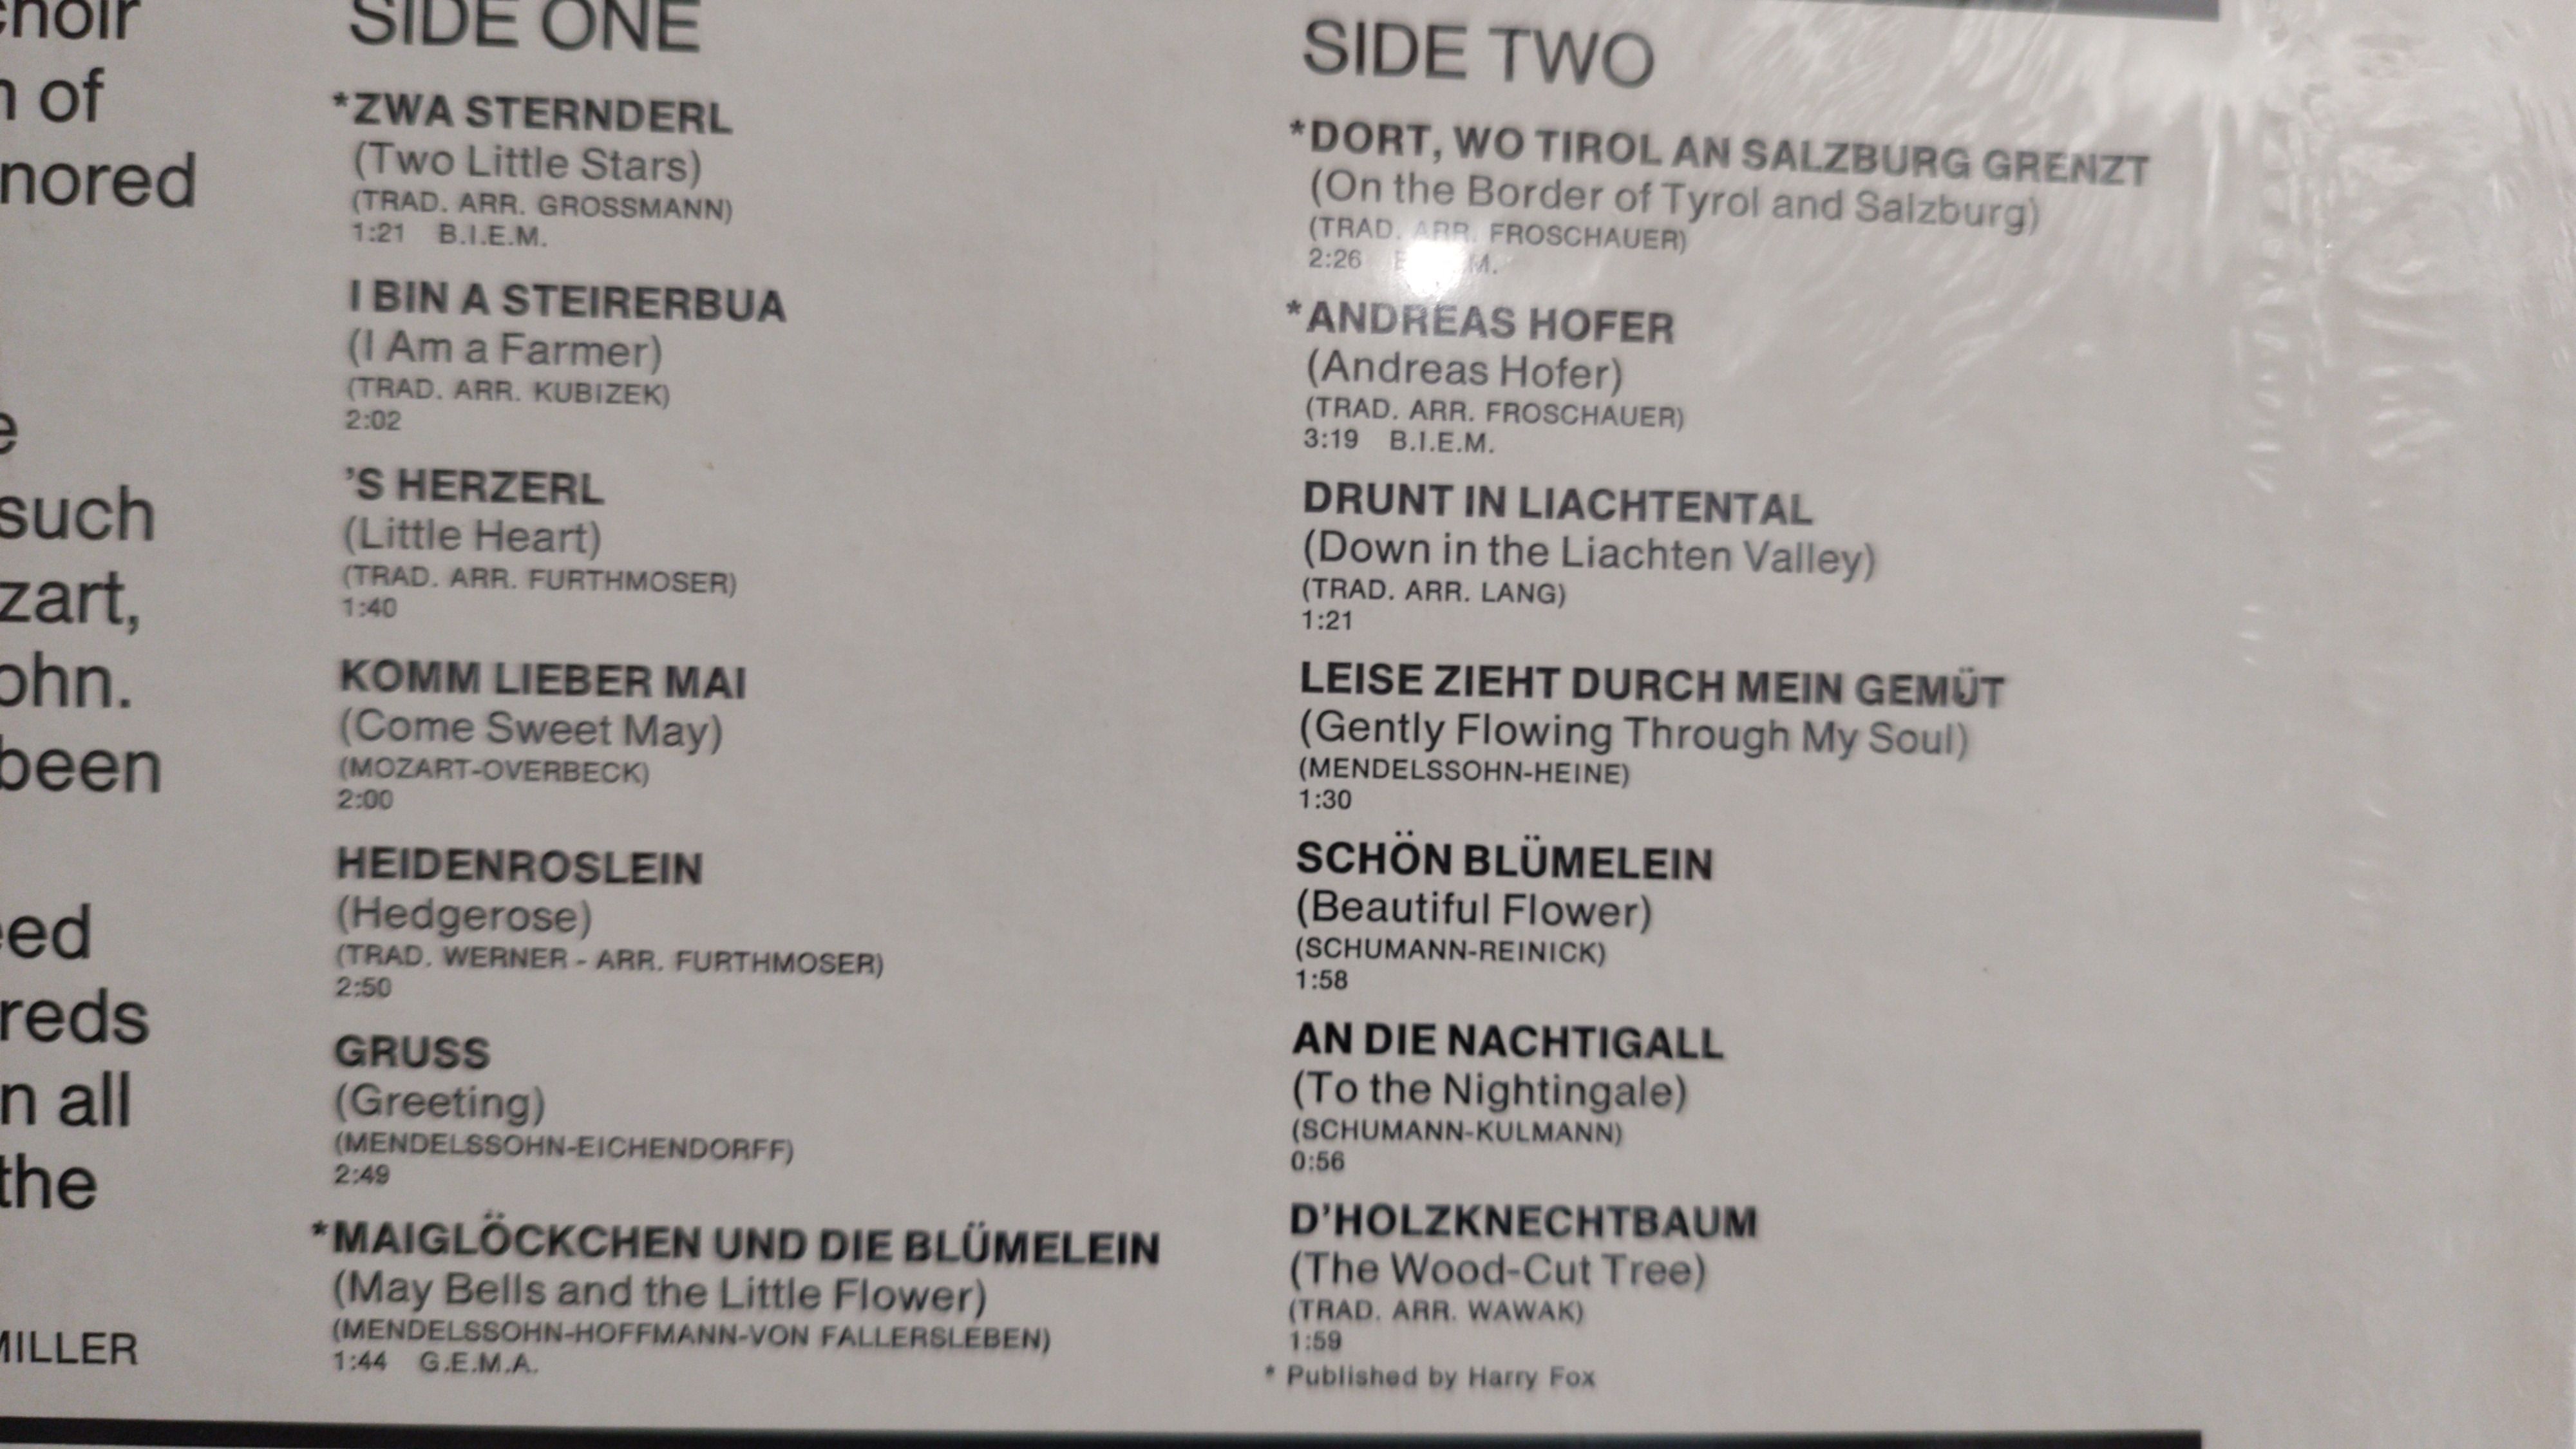 choir
of
nored
e
such
zart,
ohn.
been
eed
reds
n all
the
MILLER
SIDE ONE
*ZWA STERNDERL
(Two Little Stars)
(TRAD. ARR. GROSSMANN)
1:21 B.I.E.M.
I BIN A STEIRERBUA
(I Am a Farmer)
(TRAD. ARR. KUBIZEK)
2:02
'S HERZERL
(Little Heart)
(TRAD. ARR. FURTHMOSER)
1:40
KOMM LIEBER MAI
(Come Sweet May)
(MOZART-OVERBECK)
2:00
HEIDENROSLEIN
(Hedgerose)
(TRAD. WERNER - ARR. FURTHMOSER)
2:50
GRUSS
(Greeting)
(MENDELSSOHN-EICHENDORFF)
2:49
*MAIGLÖCKCHEN UND DIE BLÜMELEIN
(May Bells and the Little Flower)
(MENDELSSOHN-HOFFMANN-VON FALLERSLEBEN)
1:44 G.E.M.A.
SIDE TWO
*DORT, WO TIROL AN SALZBURG GRENZT
(On the Border of Tyrol and Salzburg)
(TRAD. ARR. FROSCHAUER)
2:26
*ANDREAS HOFER
(Andreas Hofer)
(TRAD. ARR. FROSCHAUER)
3:19 B.I.E.M.
DRUNT IN LIACHTENTAL
(Down in the Liachten Valley)
(TRAD. ARR. LANG)
1:21
LEISE ZIEHT DURCH MEIN GEMÜT
(Gently Flowing Through My Soul)
(MENDELSSOHN-HEINE)
1:30
SCHÖN BLÜMELEIN
(Beautiful Flower)
(SCHUMANN-REINICK)
1:58
AN DIE NACHTIGALL
(To the Nightingale)
(SCHUMANN-KULMANN)
0:56
D'HOLZKNECHTBAUM
(The Wood-Cut Tree)
(TRAD. ARR. WAWAK)
1:59
* Published by Harry Fox